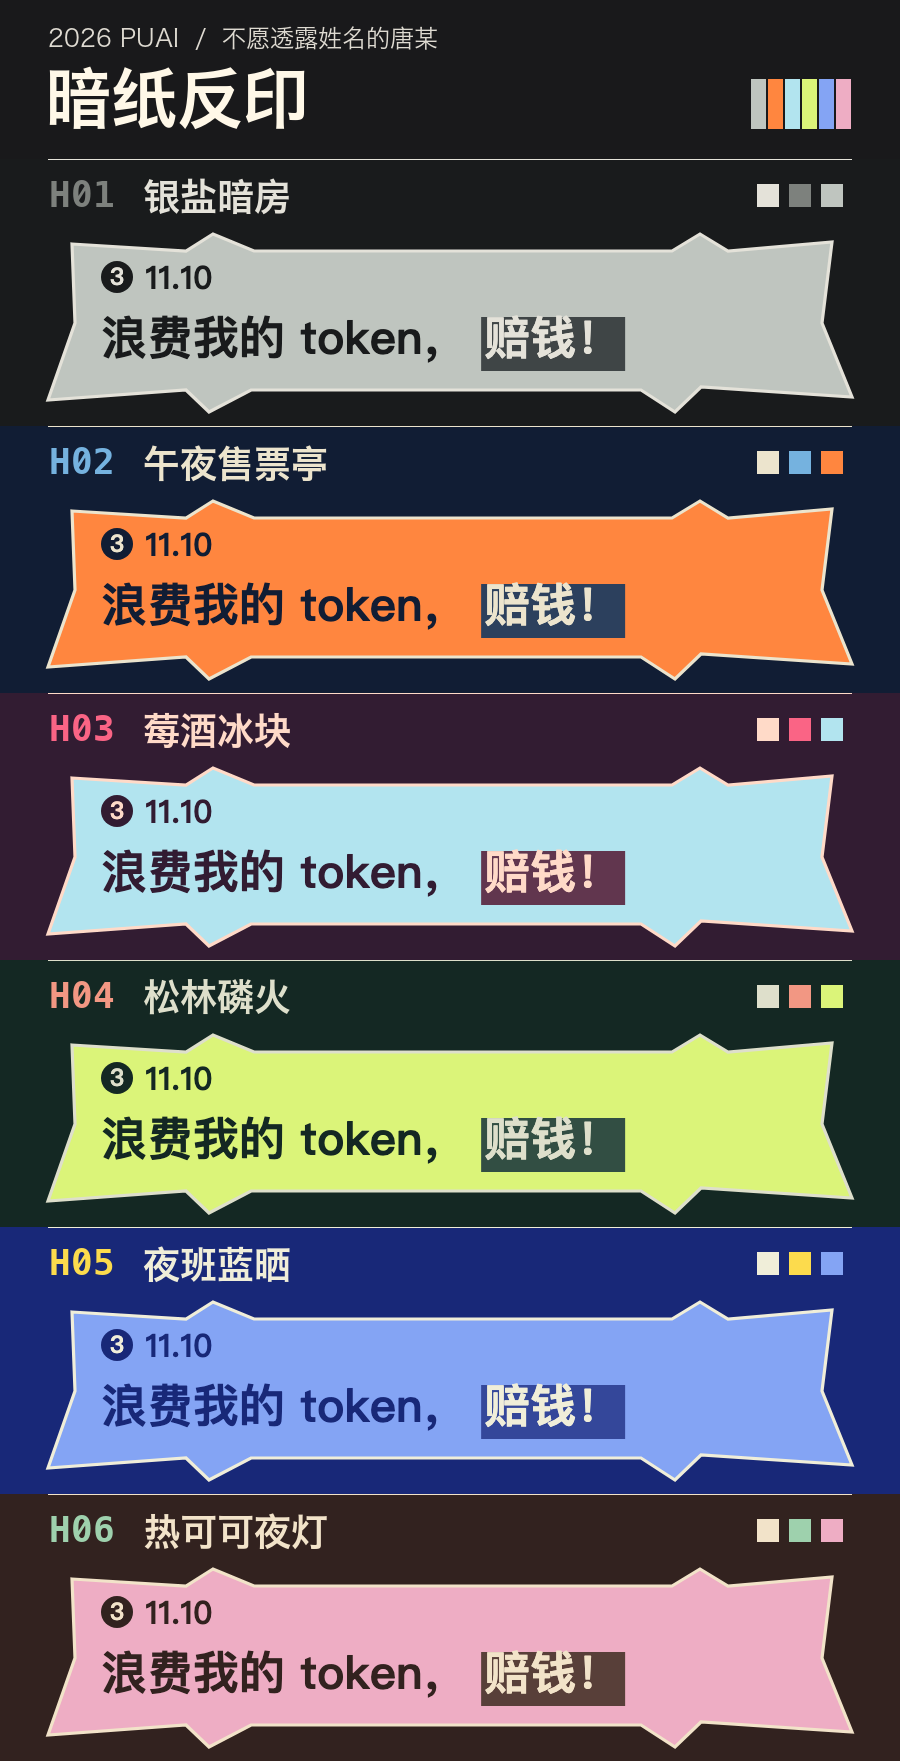 2026 PUAI / 不愿透露姓名的唐某
暗纸反印
H01 银盐暗房
3 11.10
浪费我的 token， 赔钱！
H02 午夜售票亭
3 11.10
浪费我的 token， 赔钱！
H03 莓酒冰块
3 11.10
浪费我的 token， 赔钱！
H04 松林磷火
3 11.10
浪费我的 token， 赔钱！
H05 夜班蓝晒
3 11.10
浪费我的 token， 赔钱！
H06 热可可夜灯
3 11.10
浪费我的 token， 赔钱！